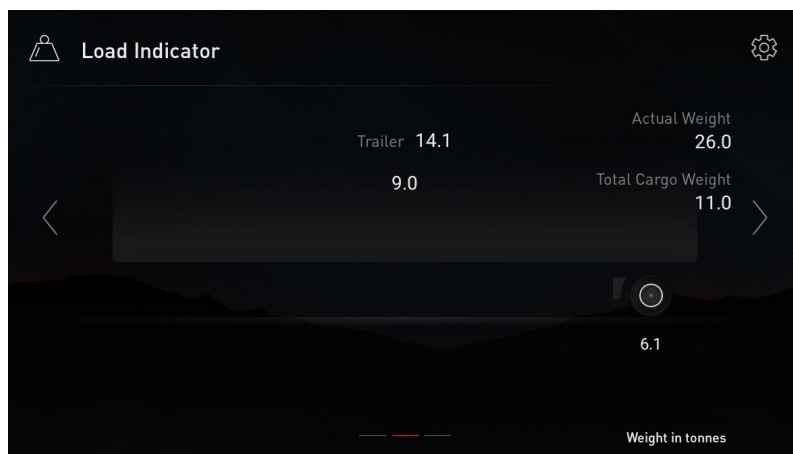 Load Indicator
Actual Weight
Trailer 14.1
26.0
9.0
Total Cargo Weight
11.0
6.1
Weight in tonnes